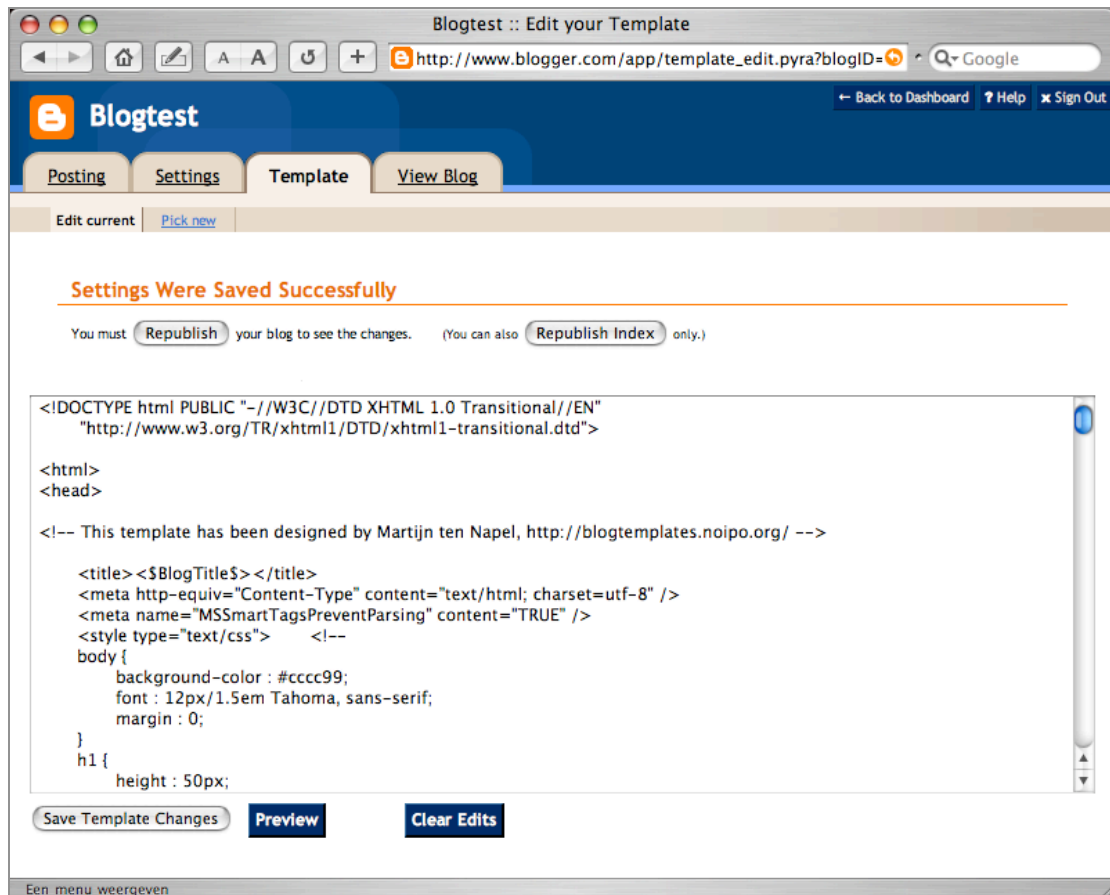 Blogtest :: Edit your Template
A A + http://www.blogger.com/app/template_edit.pyra?blogID= Google
← Back to Dashboard ? Help x Sign Out
Blogtest
Posting Settings Template View Blog
Edit current Pick new
Settings Were Saved Successfully
You must Republish your blog to see the changes. (You can also Republish Index only.)
<!DOCTYPE html PUBLIC "-//W3C//DTD XHTML 1.0 Transitional//EN"
"http://www.w3.org/TR/xhtml1/DTD/xhtml1-transitional.dtd">
<html>
<head>
<!-- This template has been designed by Martijn ten Napel, http://blogtemplates.noipo.org/ -->
<title><$BlogTitle$></title>
<meta http-equiv="Content-Type" content="text/html; charset=utf-8" />
<meta name="MSSmartTagsPreventParsing" content="TRUE" />
<style type="text/css"> <!--
body {
background-color : #cccc99;
font : 12px/1.5em Tahoma, sans-serif;
margin : 0;
}
h1 {
height : 50px;
Save Template Changes Preview Clear Edits
Een menu weergeven